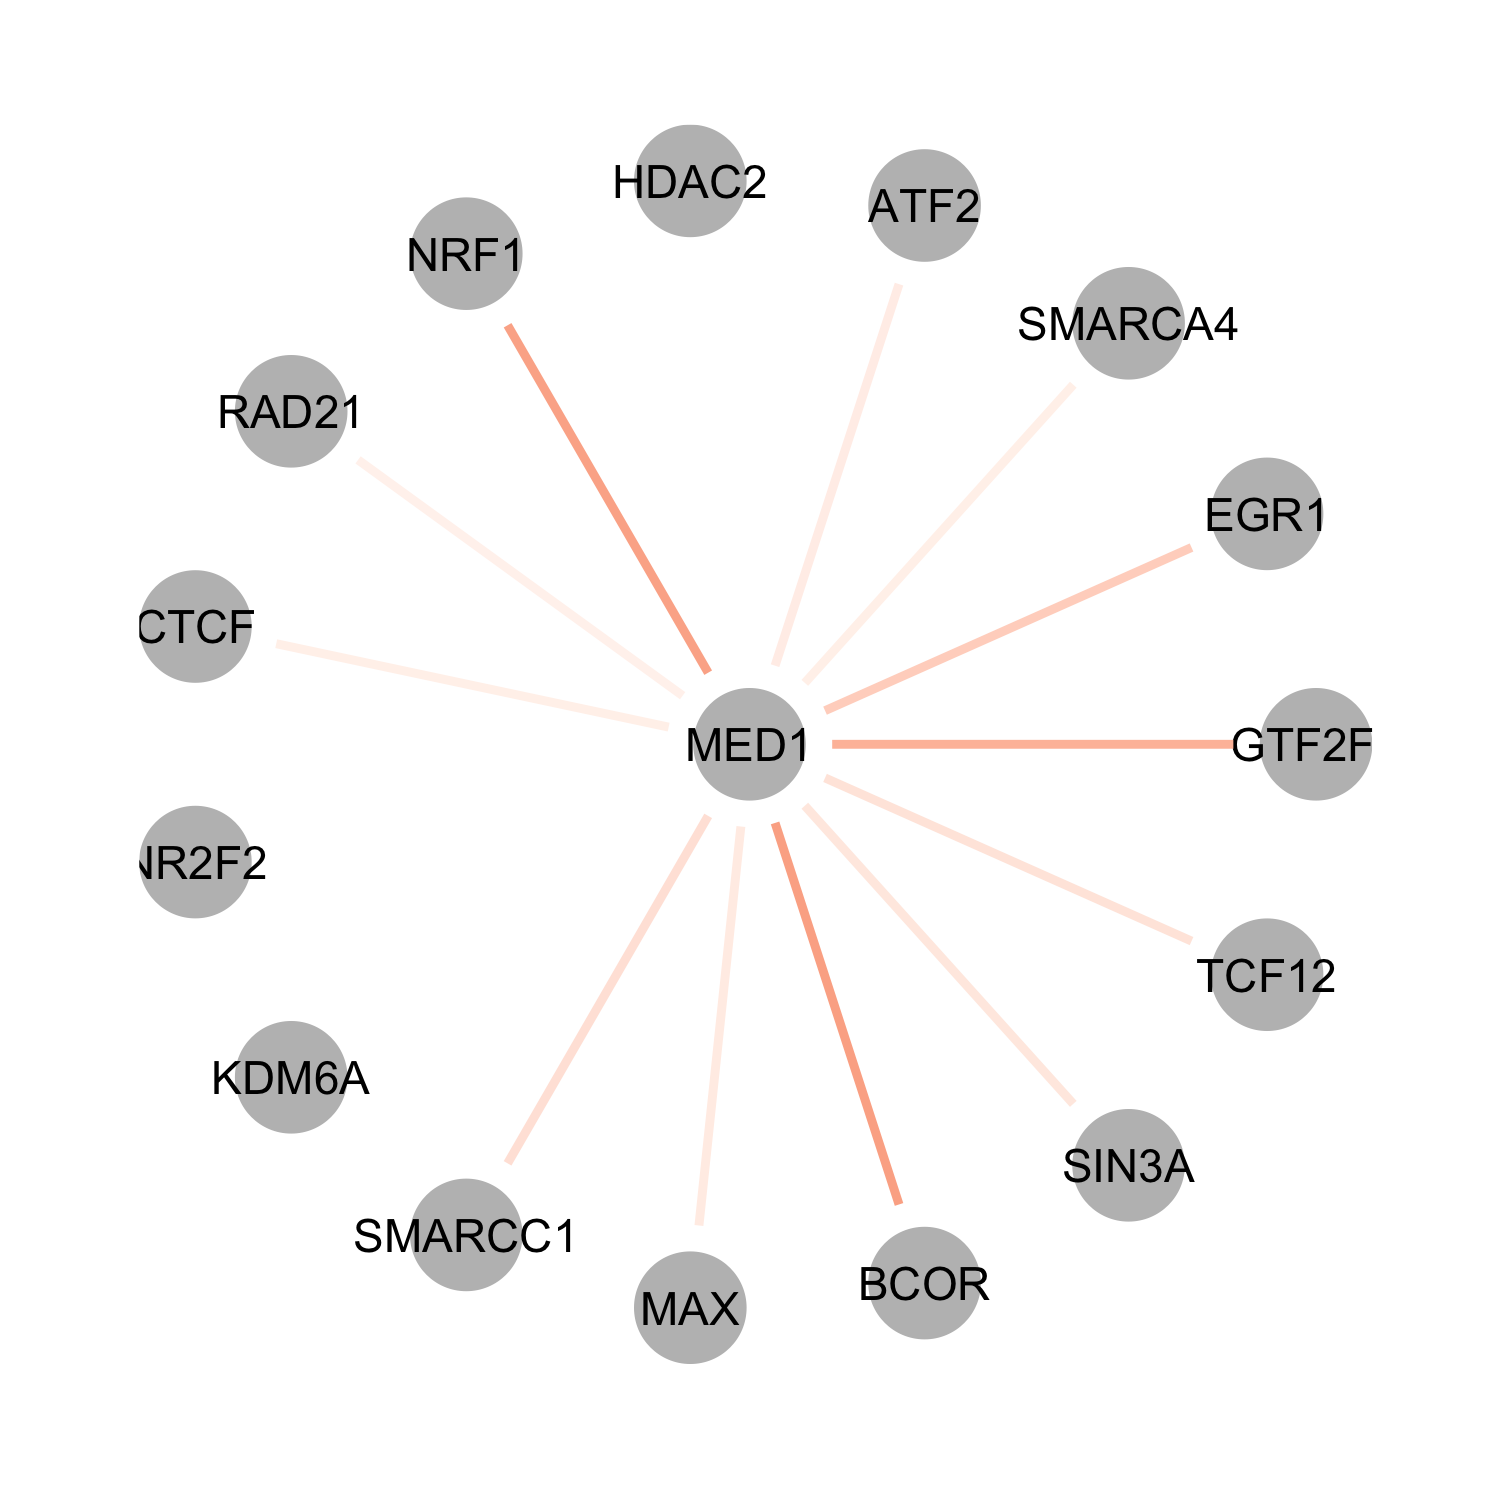 HDAC2
ATF2
NRF1
SMARCA4
RAD21
EGR1
CTCF
MED1
GTF2F
NR2F2
TCF12
KDM6A
SIN3A
SMARCC1
BCOR
MAX